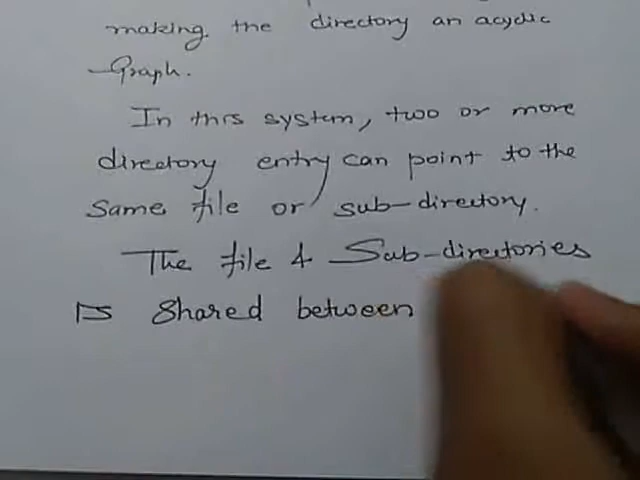 making the directory an acyclic
Graph.
In this system, two or more
directory entry can point to the
Same file or sub-directory.
The file & Sub-directories
is Shared between